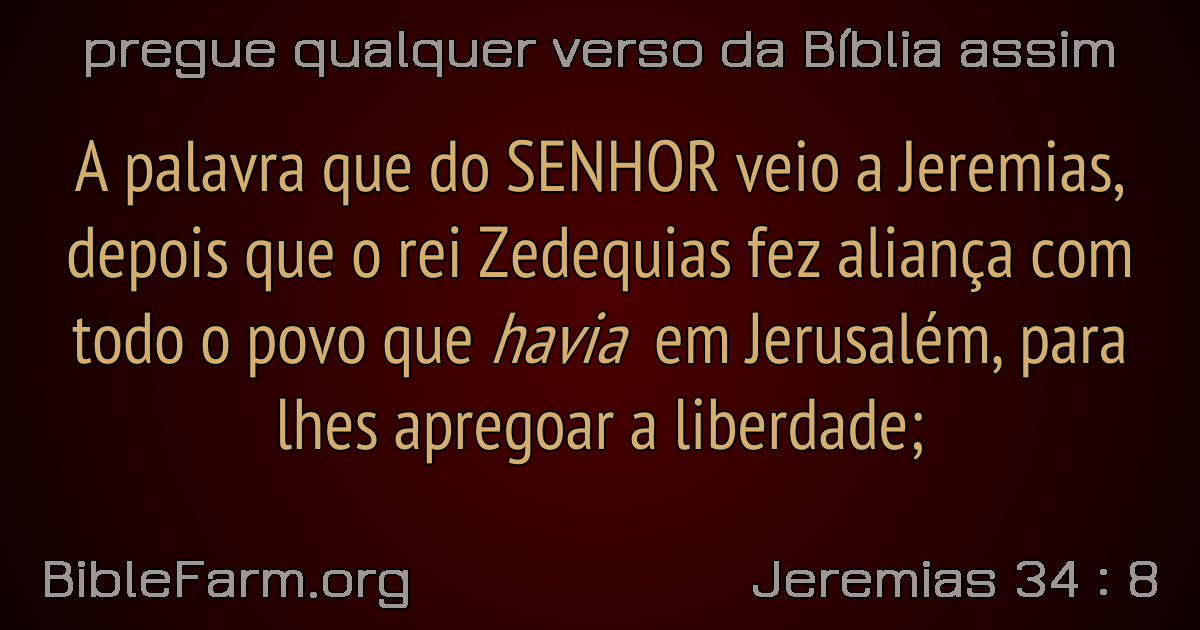 pregue qualquer verso da Bíblia assim
A palavra que do SENHOR veio a Jeremias,
depois que o rei Zedequias fez aliança com
todo o povo que havia em Jerusalém, para
lhes apregoar a liberdade;
BibleFarm.org
Jeremias 34 : 8